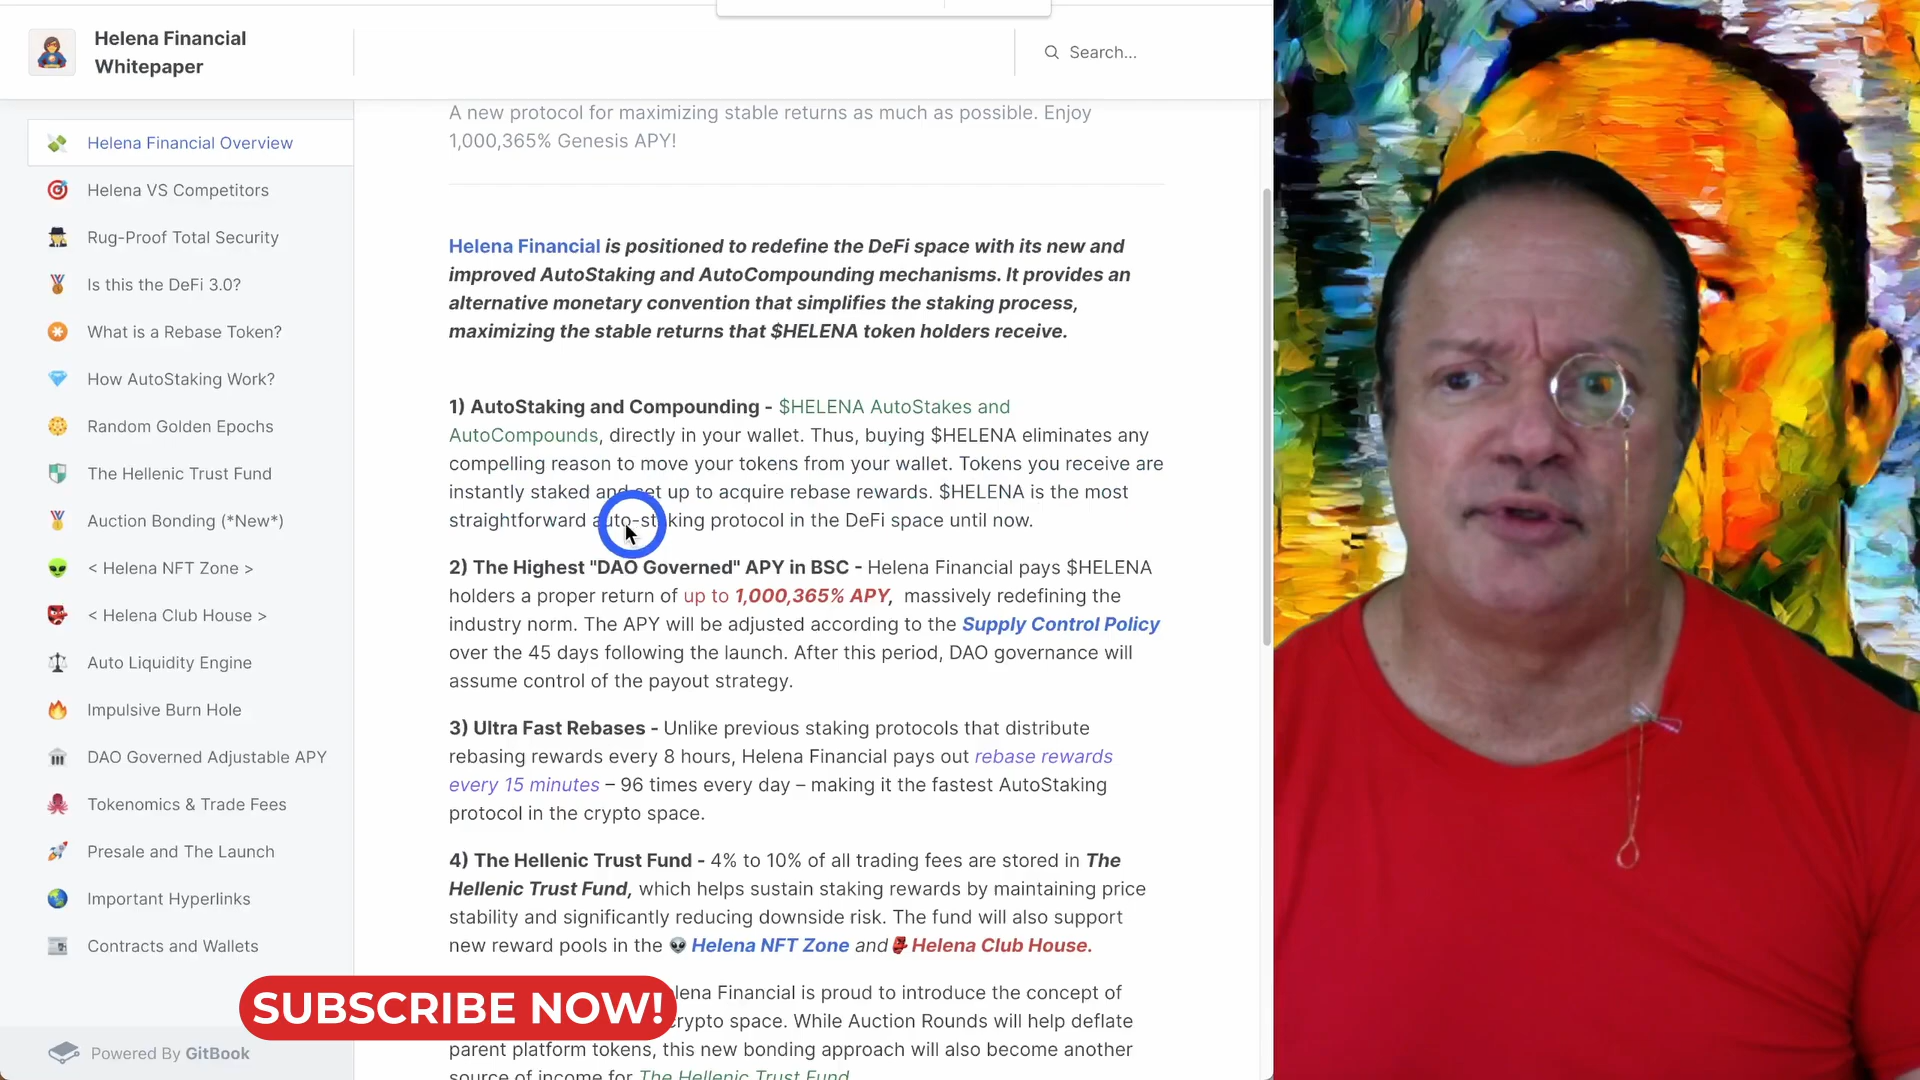 Helena Financial
Whitepaper
Search...
Helena Financial Overview
Helena VS Competitors
Rug-Proof Total Security
Is this the DeFi 3.0?
What is a Rebase Token?
How AutoStaking Work?
Random Golden Epochs
The Hellenic Trust Fund
Auction Bonding (*New*)
< Helena NFT Zone >
< Helena Club House >
Auto Liquidity Engine
Impulsive Burn Hole
DAO Governed Adjustable APY
Tokenomics & Trade Fees
Presale and The Launch
Important Hyperlinks
Contracts and Wallets
Powered By GitBook
A new protocol for maximizing stable returns as much as possible. Enjoy
1,000,365% Genesis APY!
Helena Financial is positioned to redefine the DeFi space with its new and
improved AutoStaking and AutoCompounding mechanisms. It provides an
alternative monetary convention that simplifies the staking process,
maximizing the stable returns that $HELENA token holders receive.
1) AutoStaking and Compounding - $HELENA AutoStakes and
AutoCompounds, directly in your wallet. Thus, buying $HELENA eliminates any
compelling reason to move your tokens from your wallet. Tokens you receive are
instantly staked and set up to acquire rebase rewards. $HELENA is the most
straightforward auto-staking protocol in the DeFi space until now.
2) The Highest "DAO Governed" APY in BSC - Helena Financial pays $HELENA
holders a proper return of up to 1,000,365% APY, massively redefining the
industry norm. The APY will be adjusted according to the Supply Control Policy
over the 45 days following the launch. After this period, DAO governance will
assume control of the payout strategy.
3) Ultra Fast Rebases - Unlike previous staking protocols that distribute
rebasing rewards every 8 hours, Helena Financial pays out rebase rewards
every 15 minutes – 96 times every day – making it the fastest AutoStaking
protocol in the crypto space.
4) The Hellenic Trust Fund - 4% to 10% of all trading fees are stored in The
Hellenic Trust Fund, which helps sustain staking rewards by maintaining price
stability and significantly reducing downside risk. The fund will also support
new reward pools in the 👽 Helena NFT Zone and 👺 Helena Club House.
lena Financial is proud to introduce the concept of
crypto space. While Auction Rounds will help deflate
parent platform tokens, this new bonding approach will also become another
source of income for The Hellenic Trust Fund.
SUBSCRIBE NOW!